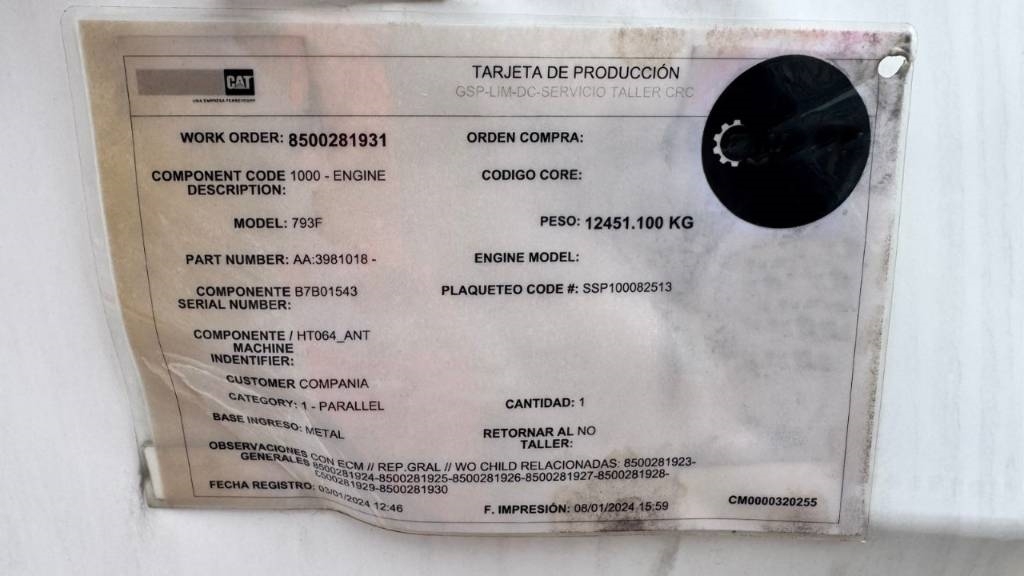 CAT
UNA EMPRESA FERREYCORP
TARJETA DE PRODUCCIÓN
GSP-LIM-DC-SERVICIO TALLER CRC
WORK ORDER: 8500281931
ORDEN COMPRA:
COMPONENT CODE 1000 - ENGINE
DESCRIPTION:
CODIGO CORE:
MODEL: 793F
PESO: 12451.100 KG
PART NUMBER: AA:3981018 -
ENGINE MODEL:
COMPONENTE B7B01543
SERIAL NUMBER:
PLAQUETEO CODE #: SSP100082513
COMPONENTE / HT064_ANT
MACHINE
INDENTIFIER:
CUSTOMER COMPANIA
CATEGORY: 1 - PARALLEL
CANTIDAD: 1
BASE INGRESO: METAL
RETORNAR AL NO
TALLER:
OBSERVACIONES CON ECM // REP.GRAL // WO CHILD RELACIONADAS: 8500281923-
GENERALES 8500281924-8500281925-8500281926-8500281927-8500281928-
8500281929-8500281930
FECHA REGISTRO: 03/01/2024 12:46
F. IMPRESIÓN: 08/01/2024 15:59
CM0000320255